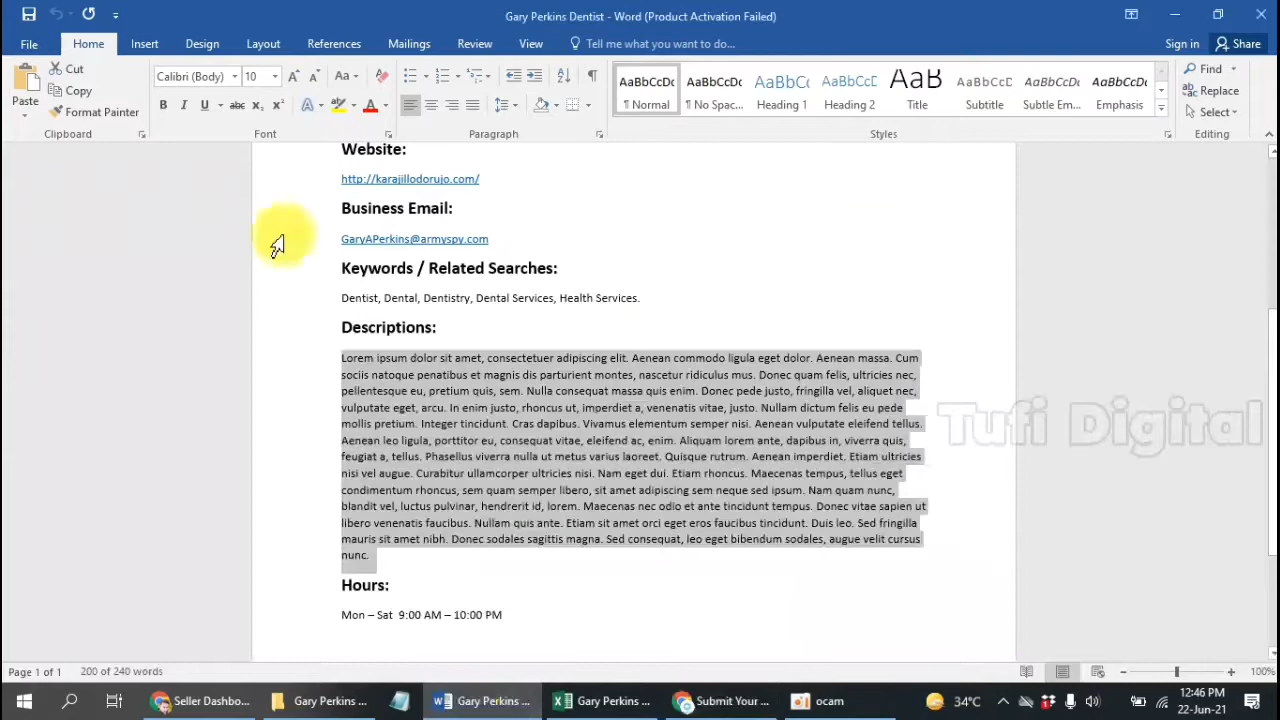 Gary Perkins Dentist - Word (Product Activation Failed)
File Home Insert Design Layout References Mailings Review View Tell me what you want to do... Sign in Share
Paste Cut Copy Format Painter
Calibri (Body) 10
AaBbCcDc AaBbCcDc AaBbCc AaBbCcC AaB AaBbCcD AaBbCcDc AaBbCcDc
¶ Normal ¶ No Spac... Heading 1 Heading 2 Title Subtitle Subtle Em... Emphasis
Find Replace Select
Clipboard Font Paragraph Styles Editing
Website:
http://karajillodorujo.com/
Business Email:
GaryAPerkins@armyspy.com
Keywords / Related Searches:
Dentist, Dental, Dentistry, Dental Services, Health Services.
Descriptions:
Lorem ipsum dolor sit amet, consectetuer adipiscing elit. Aenean commodo ligula eget dolor. Aenean massa. Cum
sociis natoque penatibus et magnis dis parturient montes, nascetur ridiculus mus. Donec quam felis, ultricies nec,
pellentesque eu, pretium quis, sem. Nulla consequat massa quis enim. Donec pede justo, fringilla vel, aliquet nec,
vulputate eget, arcu. In enim justo, rhoncus ut, imperdiet a, venenatis vitae, justo. Nullam dictum felis eu pede
mollis pretium. Integer tincidunt. Cras dapibus. Vivamus elementum semper nisi. Aenean vulputate eleifend tellus.
Aenean leo ligula, porttitor eu, consequat vitae, eleifend ac, enim. Aliquam lorem ante, dapibus in, viverra quis,
feugiat a, tellus. Phasellus viverra nulla ut metus varius laoreet. Quisque rutrum. Aenean imperdiet. Etiam ultricies
nisi vel augue. Curabitur ullamcorper ultricies nisi. Nam eget dui. Etiam rhoncus. Maecenas tempus, tellus eget
condimentum rhoncus, sem quam semper libero, sit amet adipiscing sem neque sed ipsum. Nam quam nunc,
blandit vel, luctus pulvinar, hendrerit id, lorem. Maecenas nec odio et ante tincidunt tempus. Donec vitae sapien ut
libero venenatis faucibus. Nullam quis ante. Etiam sit amet orci eget eros faucibus tincidunt. Duis leo. Sed fringilla
mauris sit amet nibh. Donec sodales sagittis magna. Sed consequat, leo eget bibendum sodales, augue velit cursus
nunc.
Hours:
Mon – Sat 9:00 AM – 10:00 PM
Tufi Digital
Page 1 of 1 200 of 240 words 100%
Seller Dashbo... Gary Perkins ... Gary Perkins ... Gary Perkins ... Submit Your ... ocam 34°C 12:46 PM
22-Jun-21